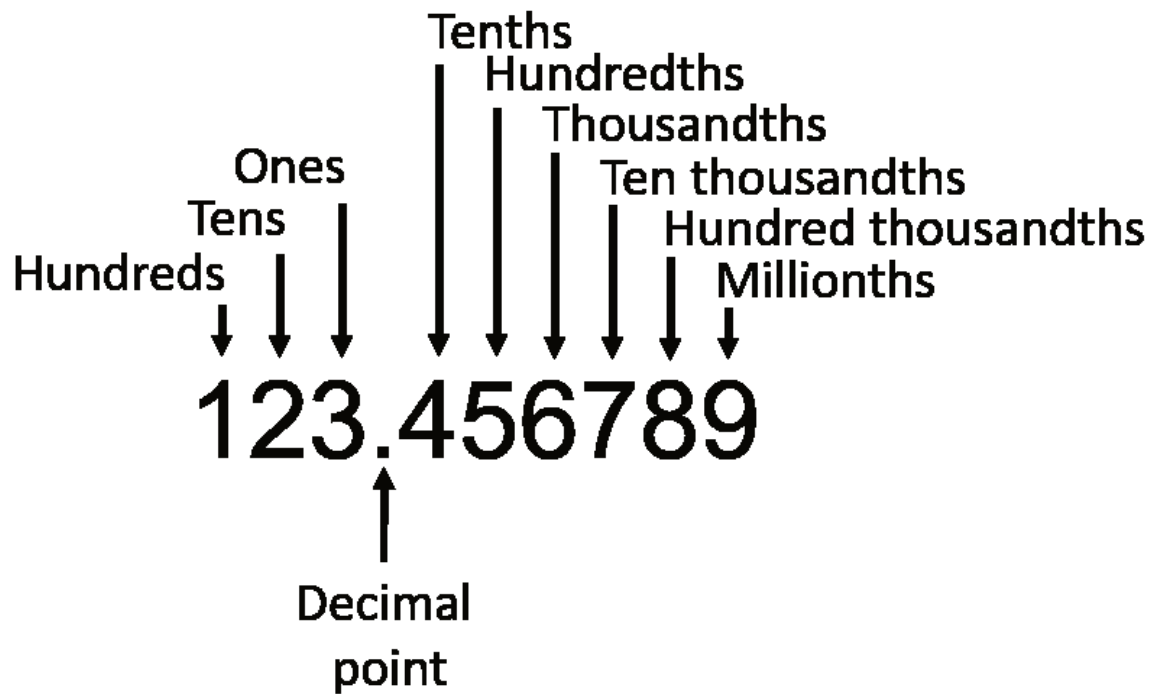 Tenths
Hundredths
Thousandths
Ones
Ten thousandths
Tens
Hundred thousandths
Hundreds
Millionths
123.456789
Decimal
point